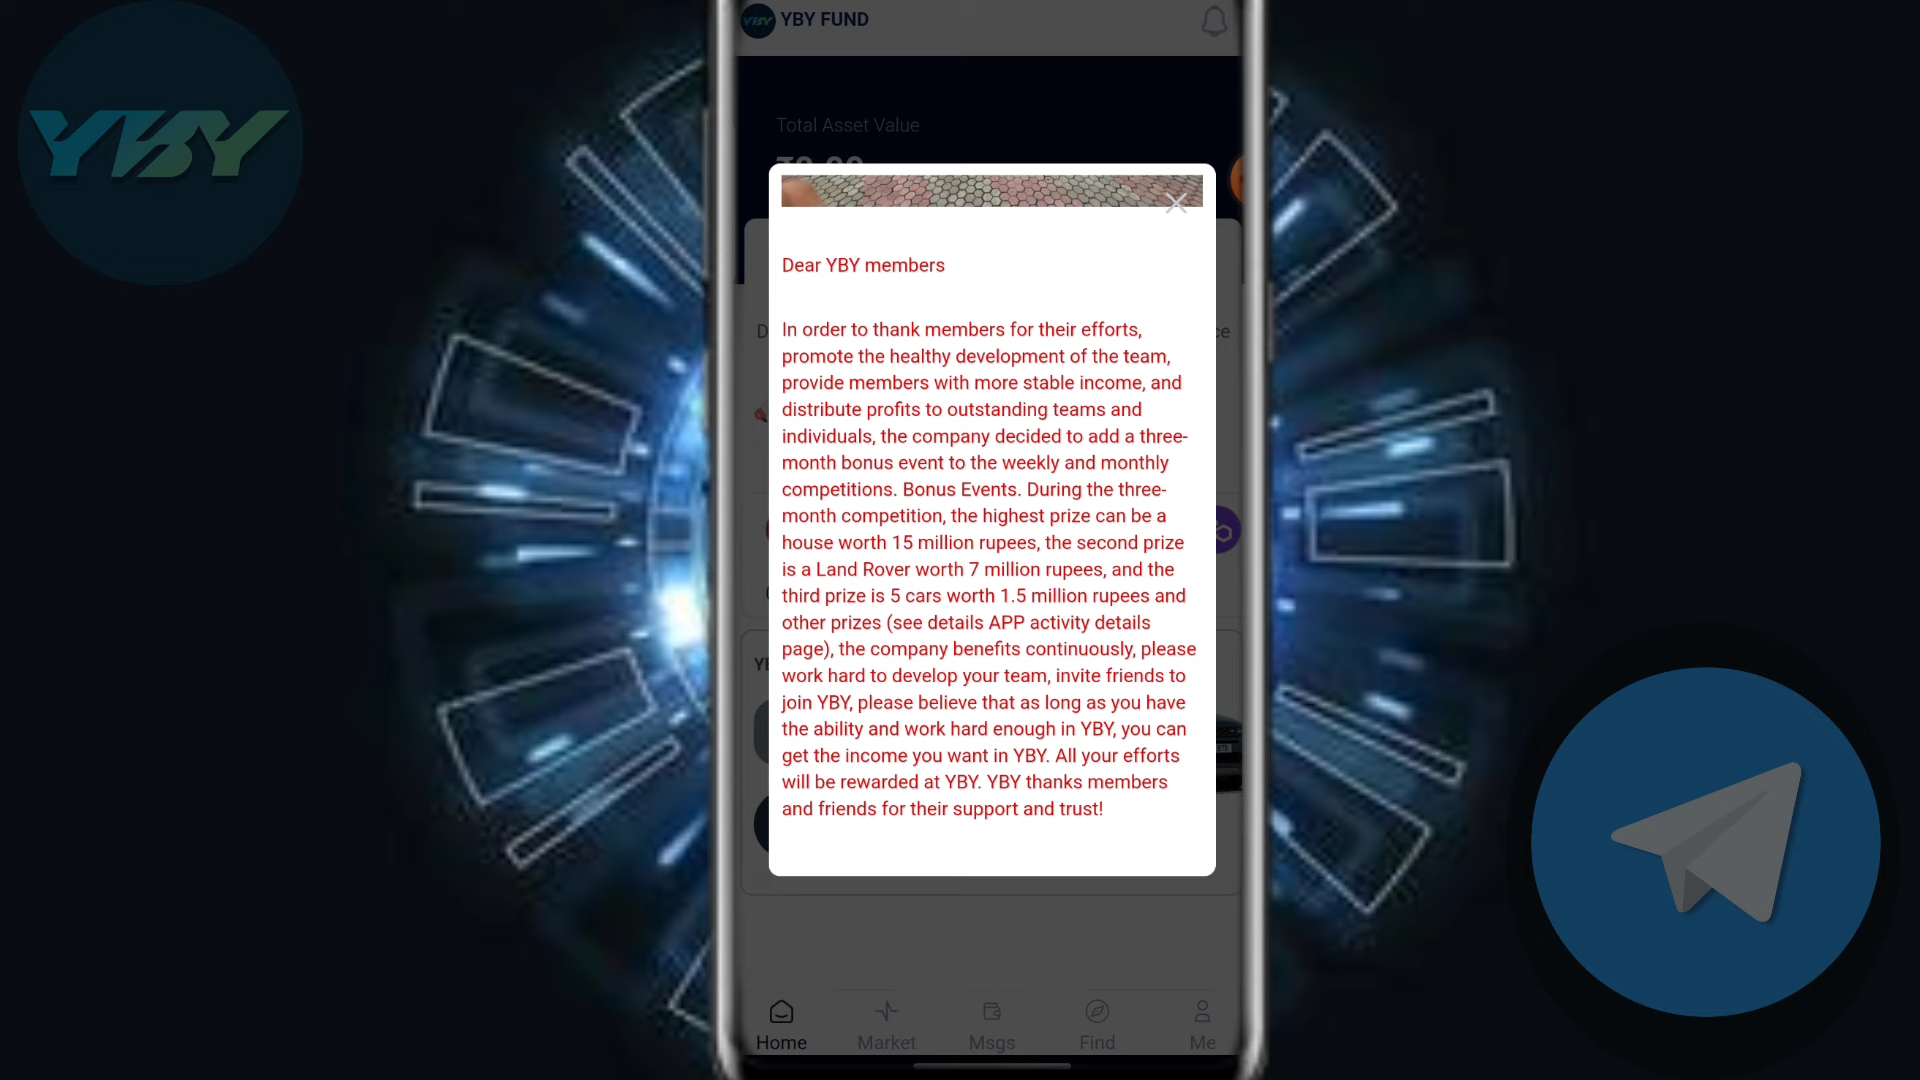 YBY
YBY YBY FUND
Total Asset Value
Dear YBY members
In order to thank members for their efforts,
promote the healthy development of the team,
provide members with more stable income, and
distribute profits to outstanding teams and
individuals, the company decided to add a three-
month bonus event to the weekly and monthly
competitions. Bonus Events. During the three-
month competition, the highest prize can be a
house worth 15 million rupees, the second prize
is a Land Rover worth 7 million rupees, and the
third prize is 5 cars worth 1.5 million rupees and
other prizes (see details APP activity details
page), the company benefits continuously, please
work hard to develop your team, invite friends to
join YBY, please believe that as long as you have
the ability and work hard enough in YBY, you can
get the income you want in YBY. All your efforts
will be rewarded at YBY. YBY thanks members
and friends for their support and trust!
Home Market Msgs Find Me